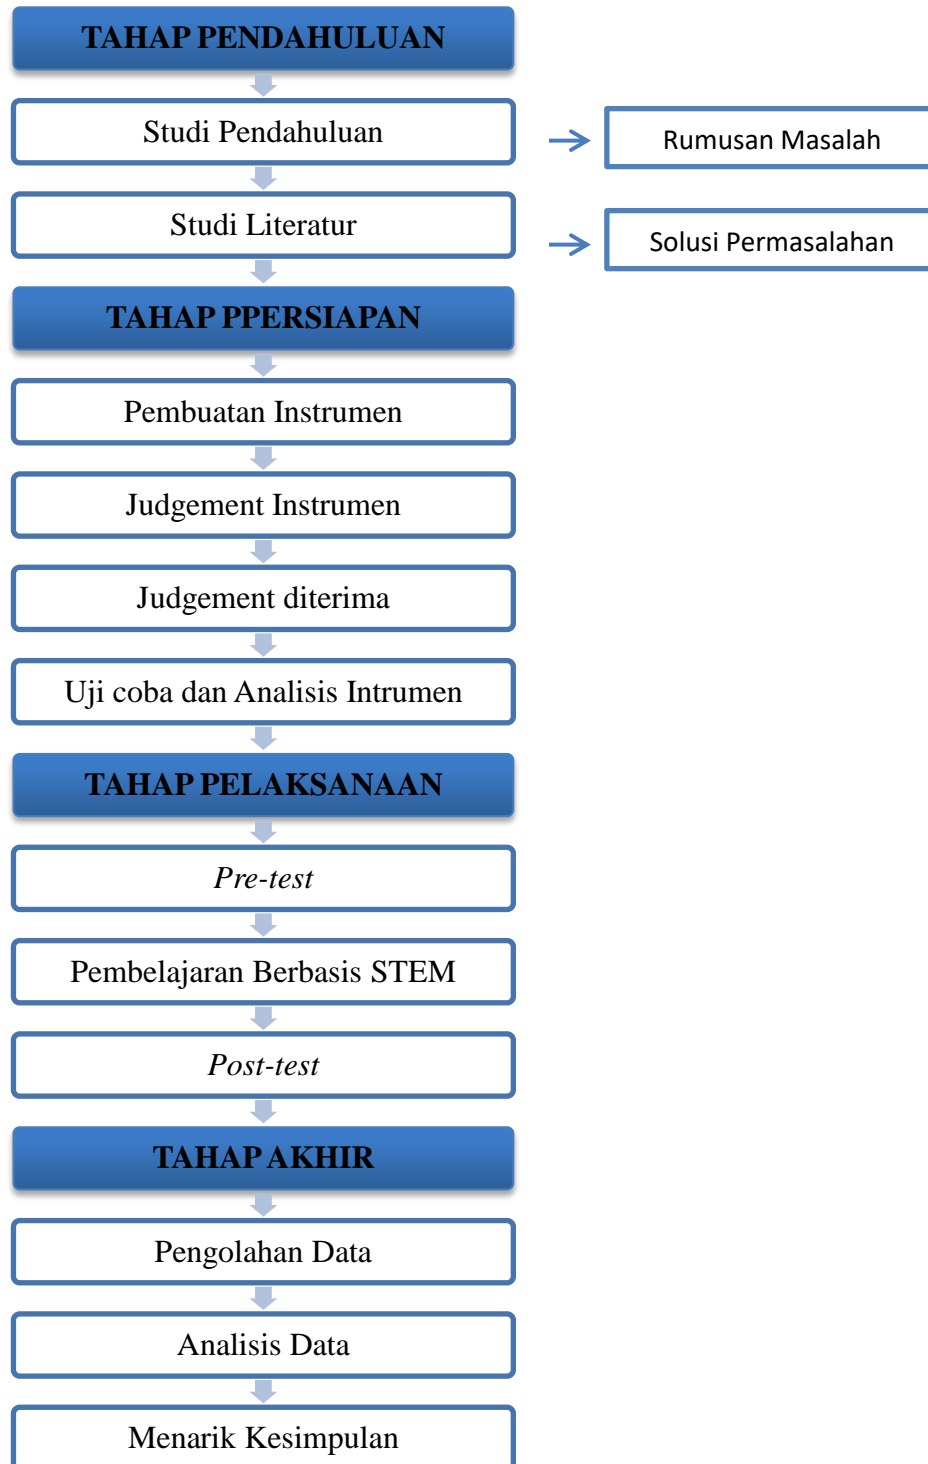 TAHAP PENDAHULUAN
Studi Pendahuluan
Rumusan Masalah
Studi Literatur
Solusi Permasalahan
TAHAP PPERSIAPAN
Pembuatan Instrumen
Judgement Instrumen
Judgement diterima
Uji coba dan Analisis Intrumen
TAHAP PELAKSANAAN
Pre-test
Pembelajaran Berbasis STEM
Post-test
TAHAP AKHIR
Pengolahan Data
Analisis Data
Menarik Kesimpulan